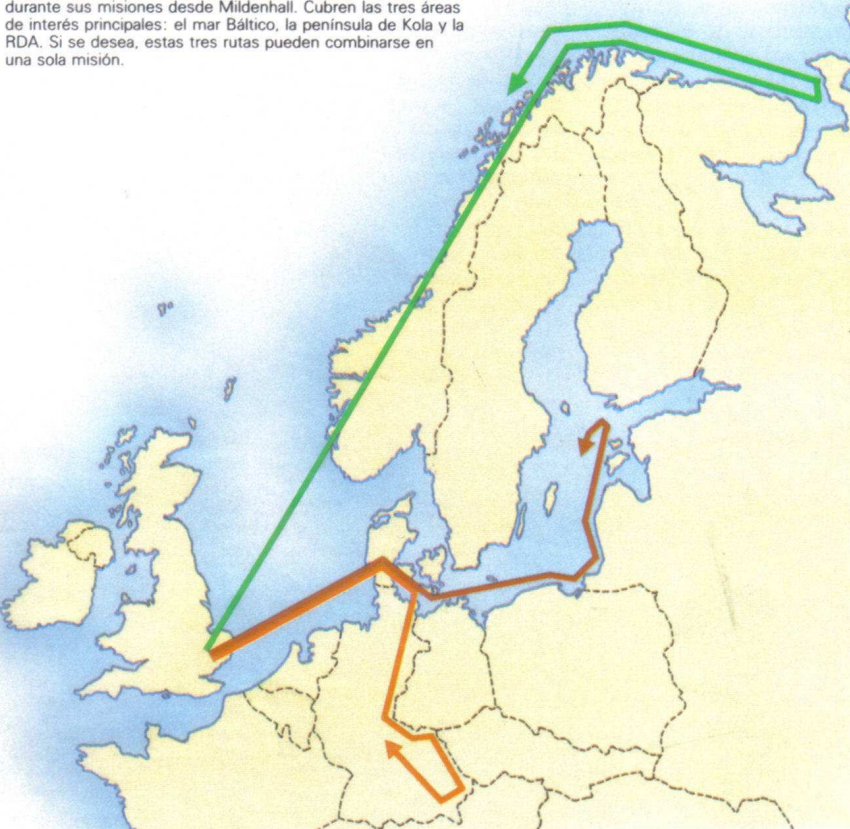 durante sus misiones desde Mildenhall. Cubren las tres áreas
de interés principales: el mar Báltico, la península de Kola y la
RDA. Si se desea, estas tres rutas pueden combinarse en
una sola misión.